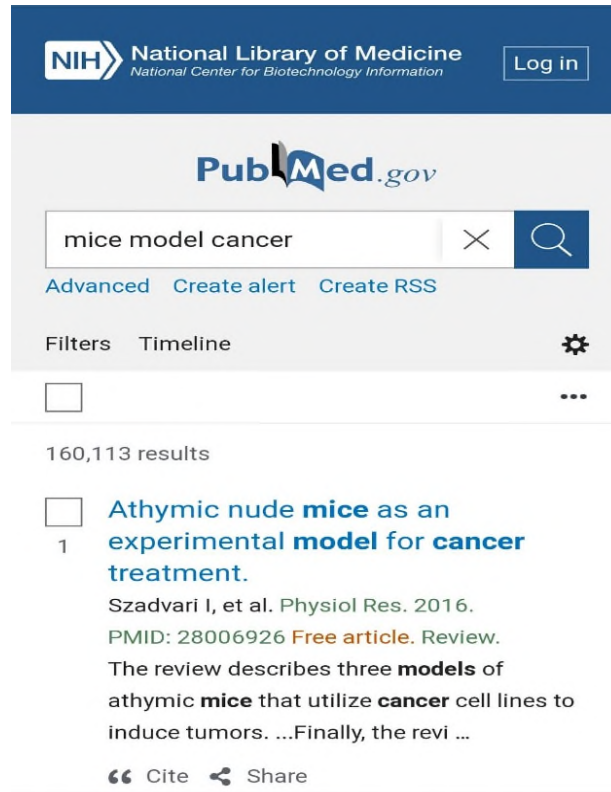 NIH National Library of Medicine
National Center for Biotechnology Information
Log in
PubMed.gov
mice model cancer
Advanced Create alert Create RSS
Filters Timeline
160,113 results
1
Athymic nude mice as an
experimental model for cancer
treatment.
Szadvari I, et al. Physiol Res. 2016.
PMID: 28006926 Free article. Review.
The review describes three models of
athymic mice that utilize cancer cell lines to
induce tumors. ...Finally, the revi ...
Cite Share